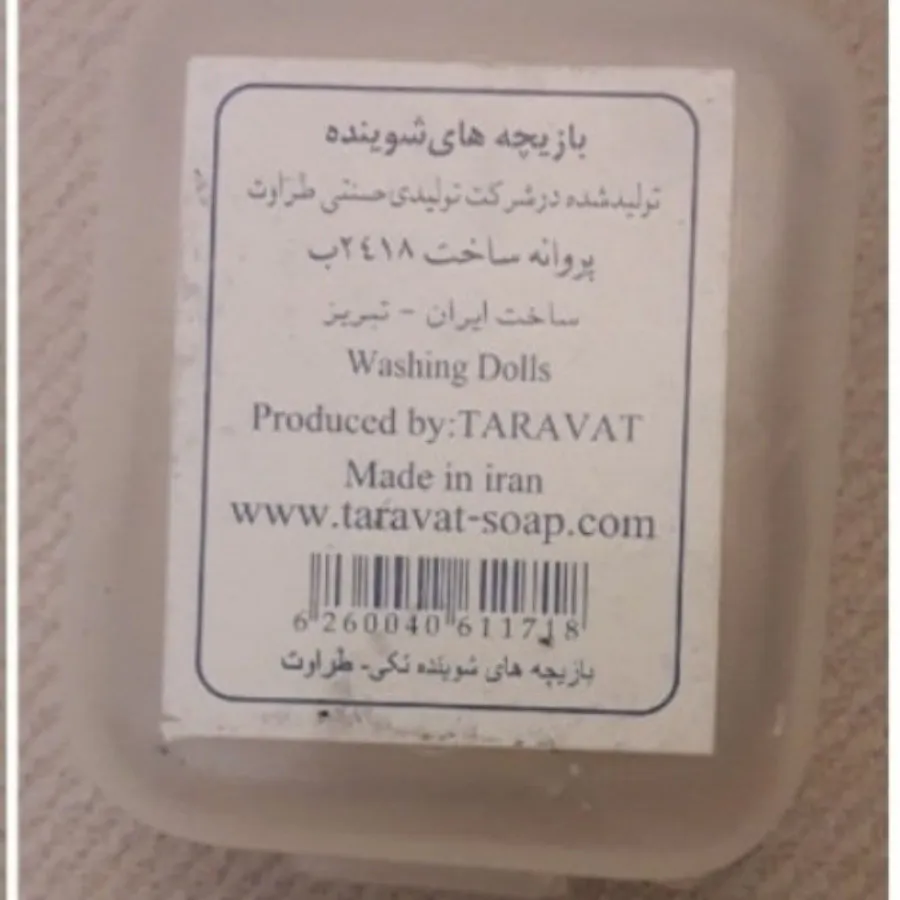 بازیچه های شوینده
تولیدشده درشرکت تولیدی صنعتی طراوت
پروانه ساخت ۲٤۱۸ب
ساخت ایران - تبریز
Washing Dolls
Produced by:TARAVAT
Made in iran
www.taravat-soap.com
6 260040 611718
بازیچه های شوینده تکی- طراوت